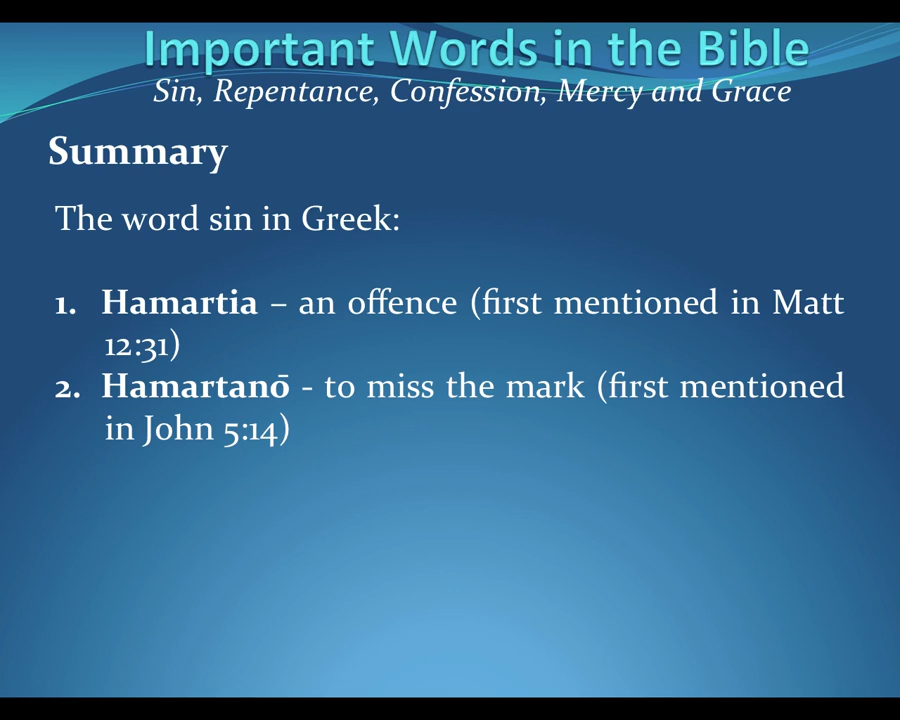 Important Words in the Bible
Sin, Repentance, Confession, Mercy and Grace
Summary
The word sin in Greek:
1. Hamartia – an offence (first mentioned in Matt
12:31)
2. Hamartanō - to miss the mark (first mentioned
in John 5:14)